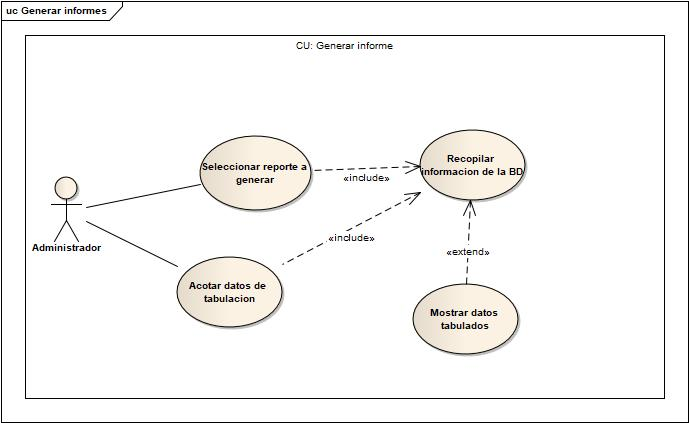 uc Generar informes
CU: Generar informe
Seleccionar reporte a
generar
Recopilar
informacion de la BD
«include»
Administrador
«include»
«extend»
Acotar datos de
tabulacion
Mostrar datos
tabulados